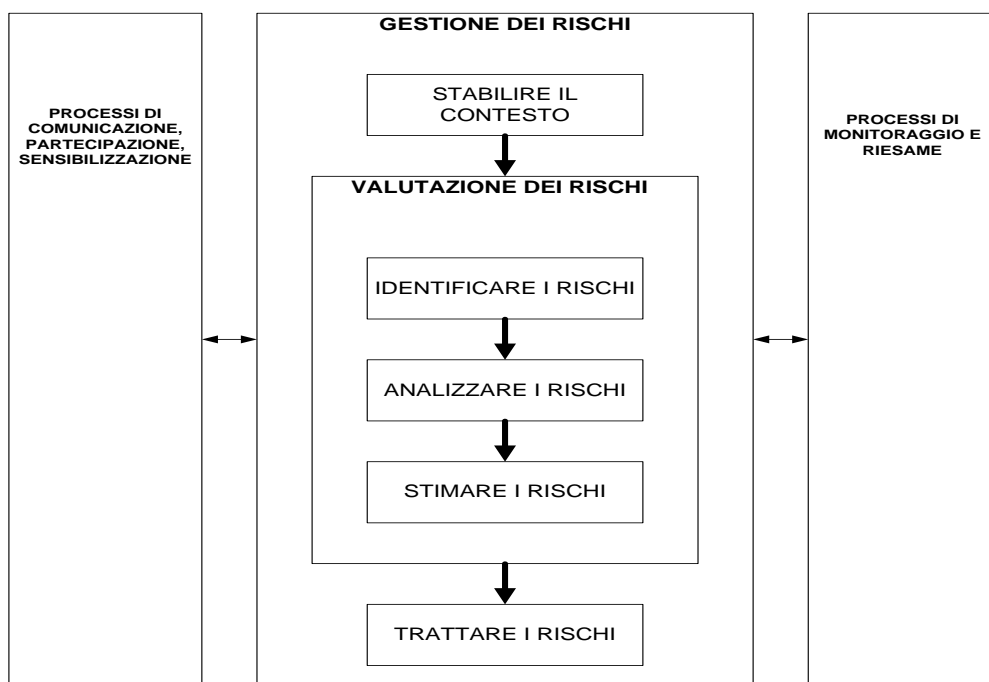 GESTIONE DEI RISCHI
STABILIRE IL
CONTESTO
PROCESSI DI
COMUNICAZIONE,
PARTECIPAZIONE,
SENSIBILIZZAZIONE
PROCESSI DI
MONITORAGGIO E
RIESAME
VALUTAZIONE DEI RISCHI
IDENTIFICARE I RISCHI
ANALIZZARE I RISCHI
STIMARE I RISCHI
TRATTARE I RISCHI